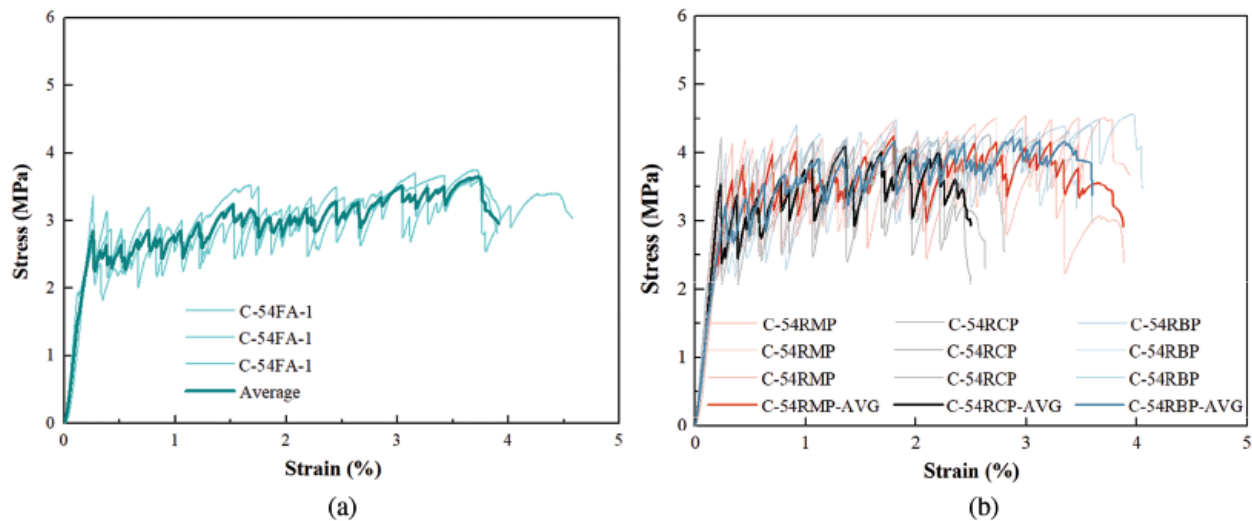 6
5
4
3
2
1
0
Stress (MPa)
C-54FA-1
C-54FA-1
C-54FA-1
Average
0 1 2 3 4 5
Strain (%)
(a)
6
5
4
3
2
1
0
Stress (MPa)
C-54RMP C-54RCP C-54RBP
C-54RMP C-54RCP C-54RBP
C-54RMP C-54RCP C-54RBP
C-54RMP-AVG C-54RCP-AVG C-54RBP-AVG
0 1 2 3 4 5
Strain (%)
(b)